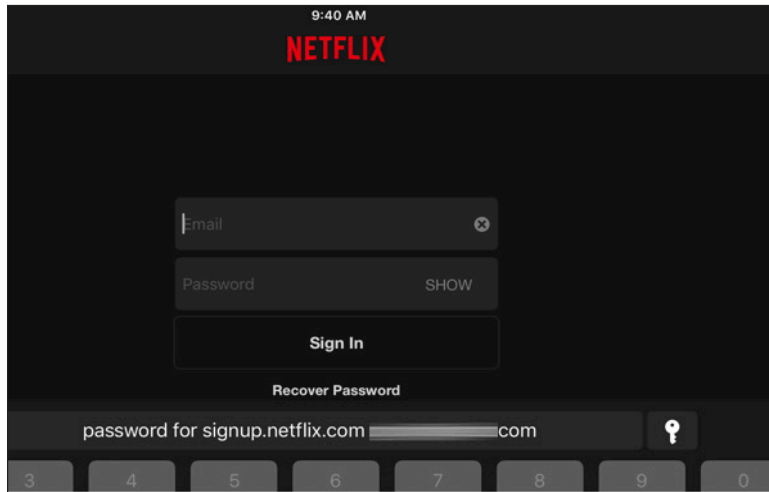 9:40 AM
NETFLIX
Email
Password SHOW
Sign In
Recover Password
password for signup.netflix.com com
3 4 5 6 7 8 9 0